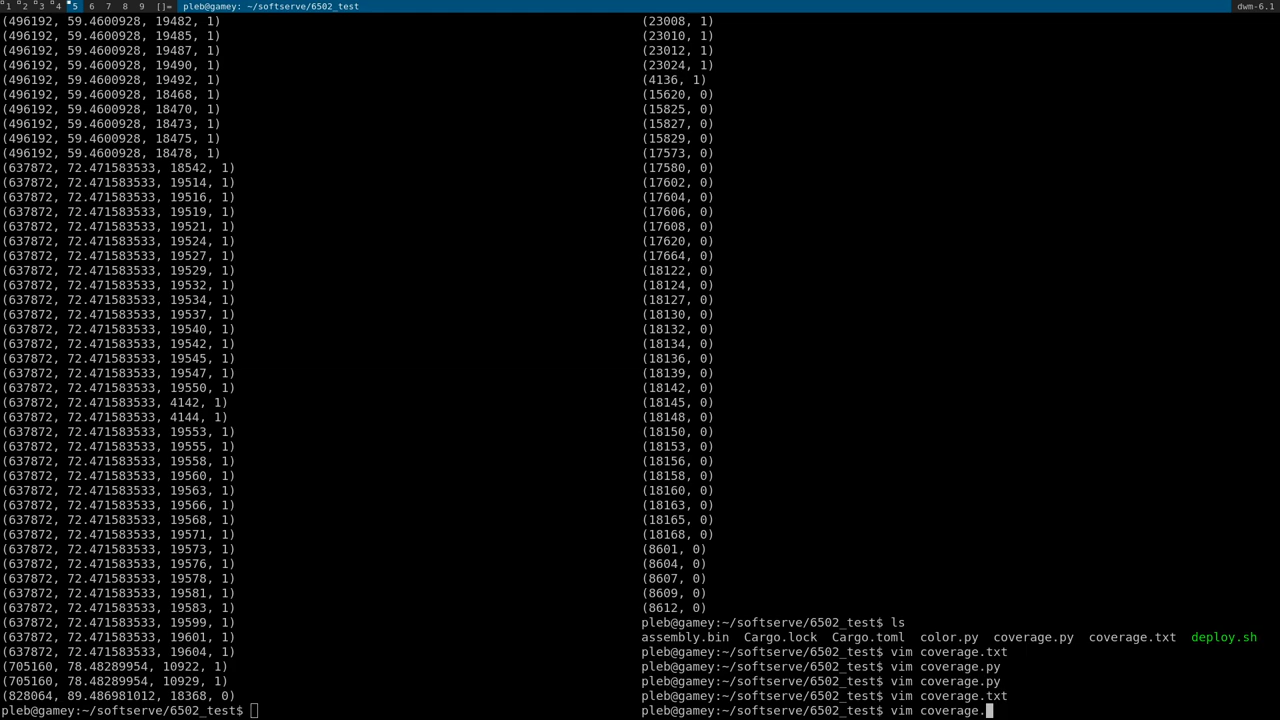 1 2 3 4 5 6 7 8 9 []= pleb@gamey: ~/softserve/6502_test dwm-6.1
(496192, 59.4600928, 19482, 1)
(496192, 59.4600928, 19485, 1)
(496192, 59.4600928, 19487, 1)
(496192, 59.4600928, 19490, 1)
(496192, 59.4600928, 19492, 1)
(496192, 59.4600928, 18468, 1)
(496192, 59.4600928, 18470, 1)
(496192, 59.4600928, 18473, 1)
(496192, 59.4600928, 18475, 1)
(496192, 59.4600928, 18478, 1)
(637872, 72.471583533, 18542, 1)
(637872, 72.471583533, 19514, 1)
(637872, 72.471583533, 19516, 1)
(637872, 72.471583533, 19519, 1)
(637872, 72.471583533, 19521, 1)
(637872, 72.471583533, 19524, 1)
(637872, 72.471583533, 19527, 1)
(637872, 72.471583533, 19529, 1)
(637872, 72.471583533, 19532, 1)
(637872, 72.471583533, 19534, 1)
(637872, 72.471583533, 19537, 1)
(637872, 72.471583533, 19540, 1)
(637872, 72.471583533, 19542, 1)
(637872, 72.471583533, 19545, 1)
(637872, 72.471583533, 19547, 1)
(637872, 72.471583533, 19550, 1)
(637872, 72.471583533, 4142, 1)
(637872, 72.471583533, 4144, 1)
(637872, 72.471583533, 19553, 1)
(637872, 72.471583533, 19555, 1)
(637872, 72.471583533, 19558, 1)
(637872, 72.471583533, 19560, 1)
(637872, 72.471583533, 19563, 1)
(637872, 72.471583533, 19566, 1)
(637872, 72.471583533, 19568, 1)
(637872, 72.471583533, 19571, 1)
(637872, 72.471583533, 19573, 1)
(637872, 72.471583533, 19576, 1)
(637872, 72.471583533, 19578, 1)
(637872, 72.471583533, 19581, 1)
(637872, 72.471583533, 19583, 1)
(637872, 72.471583533, 19599, 1)
(637872, 72.471583533, 19601, 1)
(637872, 72.471583533, 19604, 1)
(705160, 78.48289954, 10922, 1)
(705160, 78.48289954, 10929, 1)
(828064, 89.486981012, 18368, 0)
pleb@gamey:~/softserve/6502_test$
(23008, 1)
(23010, 1)
(23012, 1)
(23024, 1)
(4136, 1)
(15620, 0)
(15825, 0)
(15827, 0)
(15829, 0)
(17573, 0)
(17580, 0)
(17602, 0)
(17604, 0)
(17606, 0)
(17608, 0)
(17620, 0)
(17664, 0)
(18122, 0)
(18124, 0)
(18127, 0)
(18130, 0)
(18132, 0)
(18134, 0)
(18136, 0)
(18139, 0)
(18142, 0)
(18145, 0)
(18148, 0)
(18150, 0)
(18153, 0)
(18156, 0)
(18158, 0)
(18160, 0)
(18163, 0)
(18165, 0)
(18168, 0)
(8601, 0)
(8604, 0)
(8607, 0)
(8609, 0)
(8612, 0)
pleb@gamey:~/softserve/6502_test$ ls
assembly.bin Cargo.lock Cargo.toml color.py coverage.py coverage.txt deploy.sh
pleb@gamey:~/softserve/6502_test$ vim coverage.txt
pleb@gamey:~/softserve/6502_test$ vim coverage.py
pleb@gamey:~/softserve/6502_test$ vim coverage.py
pleb@gamey:~/softserve/6502_test$ vim coverage.txt
pleb@gamey:~/softserve/6502_test$ vim coverage.